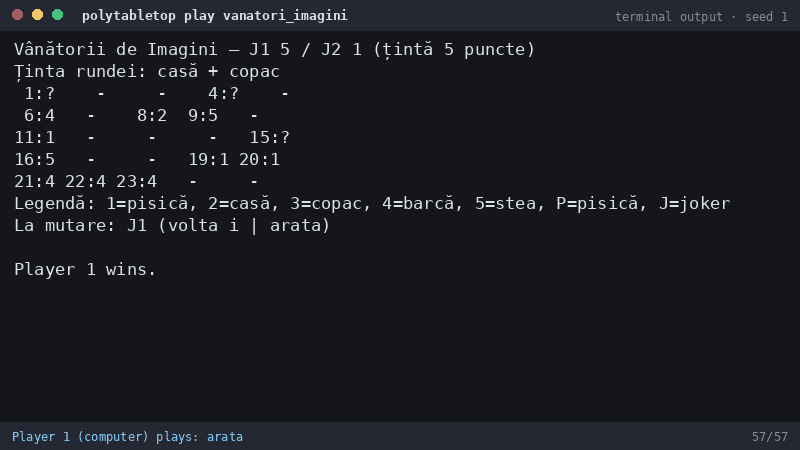 polytabletop play vanatori_imagini
terminal output · seed 1
Vânătorii de Imagini — J1 5 / J2 1 (țintă 5 puncte)
Ținta rundei: casă + copac
1:? - - 4:? -
6:4 - 8:2 9:5 -
11:1 - - - 15:?
16:5 - - 19:1 20:1
21:4 22:4 23:4 - -
Legendă: 1=pisică, 2=casă, 3=copac, 4=barcă, 5=stea, P=pisică, J=joker
La mutare: J1 (volta i | arata)
Player 1 wins.
Player 1 (computer) plays: arata
57/57